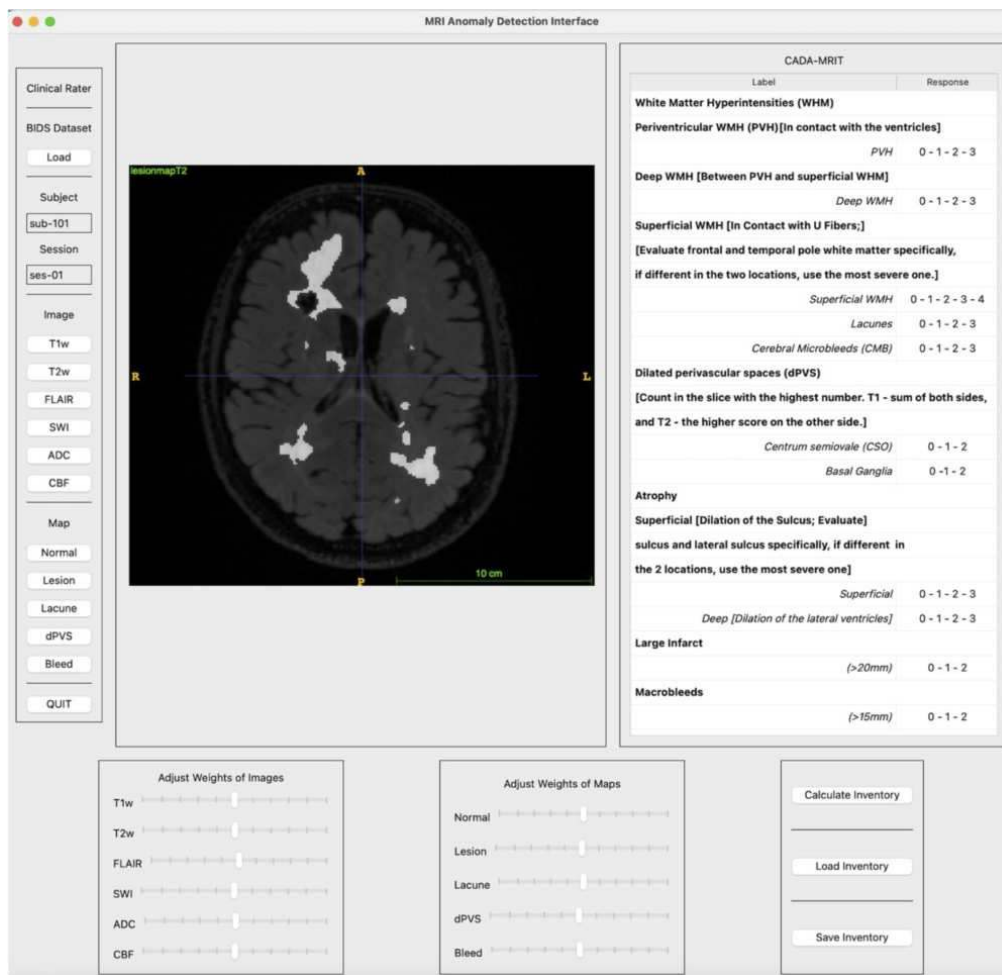 MRI Anomaly Detection Interface
Clinical Rater
BIDS Dataset
Load
Subject
sub-101
Session
ses-01
Image
T1w
T2w
FLAIR
SWI
ADC
CBF
Map
Normal
Lesion
Lacune
dPVS
Bleed
QUIT
lesionmapT2
A
R
L
P
10 cm
CADA-MRIT
Label Response
White Matter Hyperintensities (WHM)
Periventricular WMH (PVH)[In contact with the ventricles]
PVH 0 - 1 - 2 - 3
Deep WMH [Between PVH and superficial WHM]
Deep WMH 0 - 1 - 2 - 3
Superficial WMH [In Contact with U Fibers;]
[Evaluate frontal and temporal pole white matter specifically,
if different in the two locations, use the most severe one.]
Superficial WMH 0 - 1 - 2 - 3 - 4
Lacunes 0 - 1 - 2 - 3
Cerebral Microbleeds (CMB) 0 - 1 - 2 - 3
Dilated perivascular spaces (dPVS)
[Count in the slice with the highest number. T1 - sum of both sides,
and T2 - the higher score on the other side.]
Centrum semiovale (CSO) 0 - 1 - 2
Basal Ganglia 0 -1 - 2
Atrophy
Superficial [Dilation of the Sulcus; Evaluate]
sulcus and lateral sulcus specifically, if different in
the 2 locations, use the most severe one]
Superficial 0 - 1 - 2 - 3
Deep [Dilation of the lateral ventricles] 0 - 1 - 2 - 3
Large Infarct
(>20mm) 0 - 1 - 2
Macrobleeds
(>15mm) 0 - 1 - 2
Adjust Weights of Images
T1w
T2w
FLAIR
SWI
ADC
CBF
Adjust Weights of Maps
Normal
Lesion
Lacune
dPVS
Bleed
Calculate Inventory
Load Inventory
Save Inventory